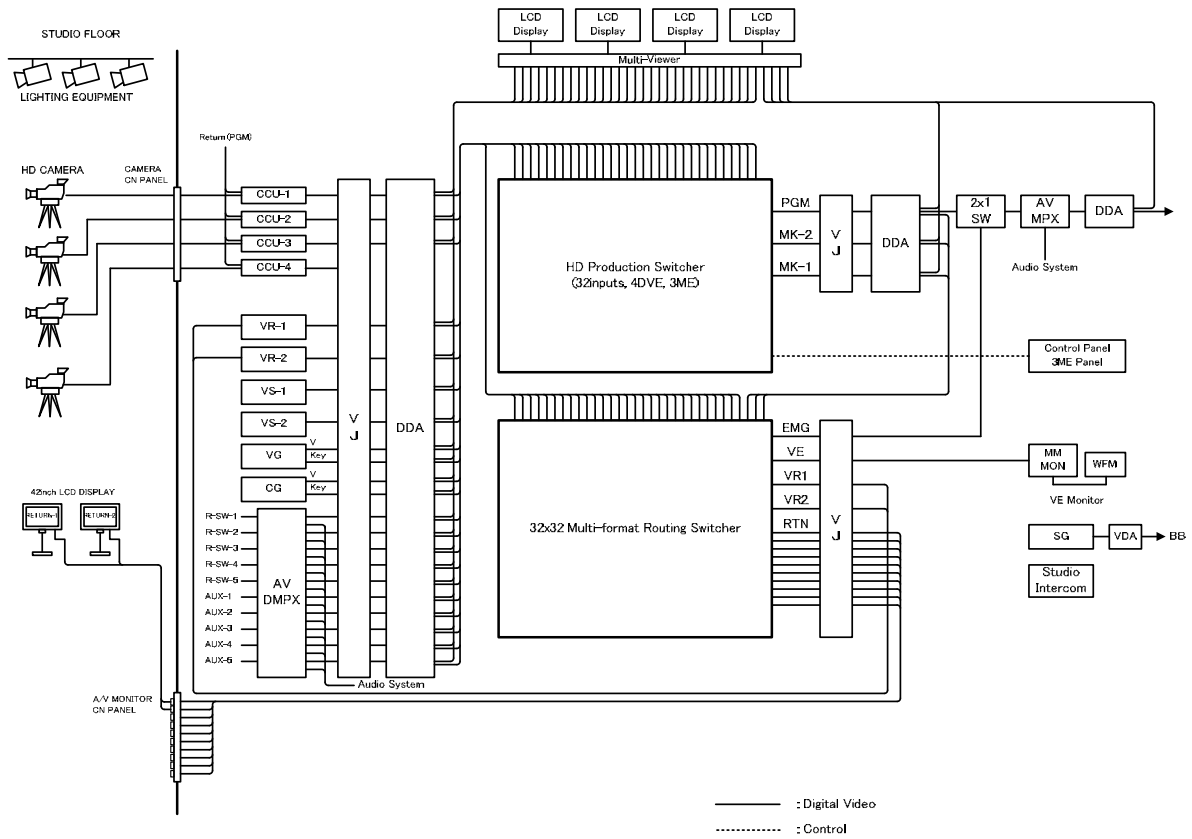 STUDIO FLOOR
LIGHTING EQUIPMENT
HD CAMERA
CAMERA
CN PANEL
Return(PGM)
CCU-1
CCU-2
CCU-3
CCU-4
VR-1
VR-2
VS-1
VS-2
VG
V
Key
CG
V
Key
R-SW-1
R-SW-2
R-SW-3
R-SW-4
R-SW-5
AUX-1
AUX-2
AUX-3
AUX-4
AUX-5
AV
DMPX
Audio System
V
J
DDA
42inch LCD DISPLAY
RETURN-1
RETURN-2
A/V MONITOR
CN PANEL
LCD
Display
LCD
Display
LCD
Display
LCD
Display
Multi-Viewer
HD Production Switcher
(32inputs, 4DVE, 3ME)
PGM
MK-2
MK-1
V
J
DDA
2x1
SW
AV
MPX
DDA
Audio System
Control Panel
3ME Panel
32x32 Multi-format Routing Switcher
EMG
VE
VR1
VR2
RTN
V
J
MM
MON
WFM
VE Monitor
SG
VDA
BB
Studio
Intercom
: Digital Video
: Control